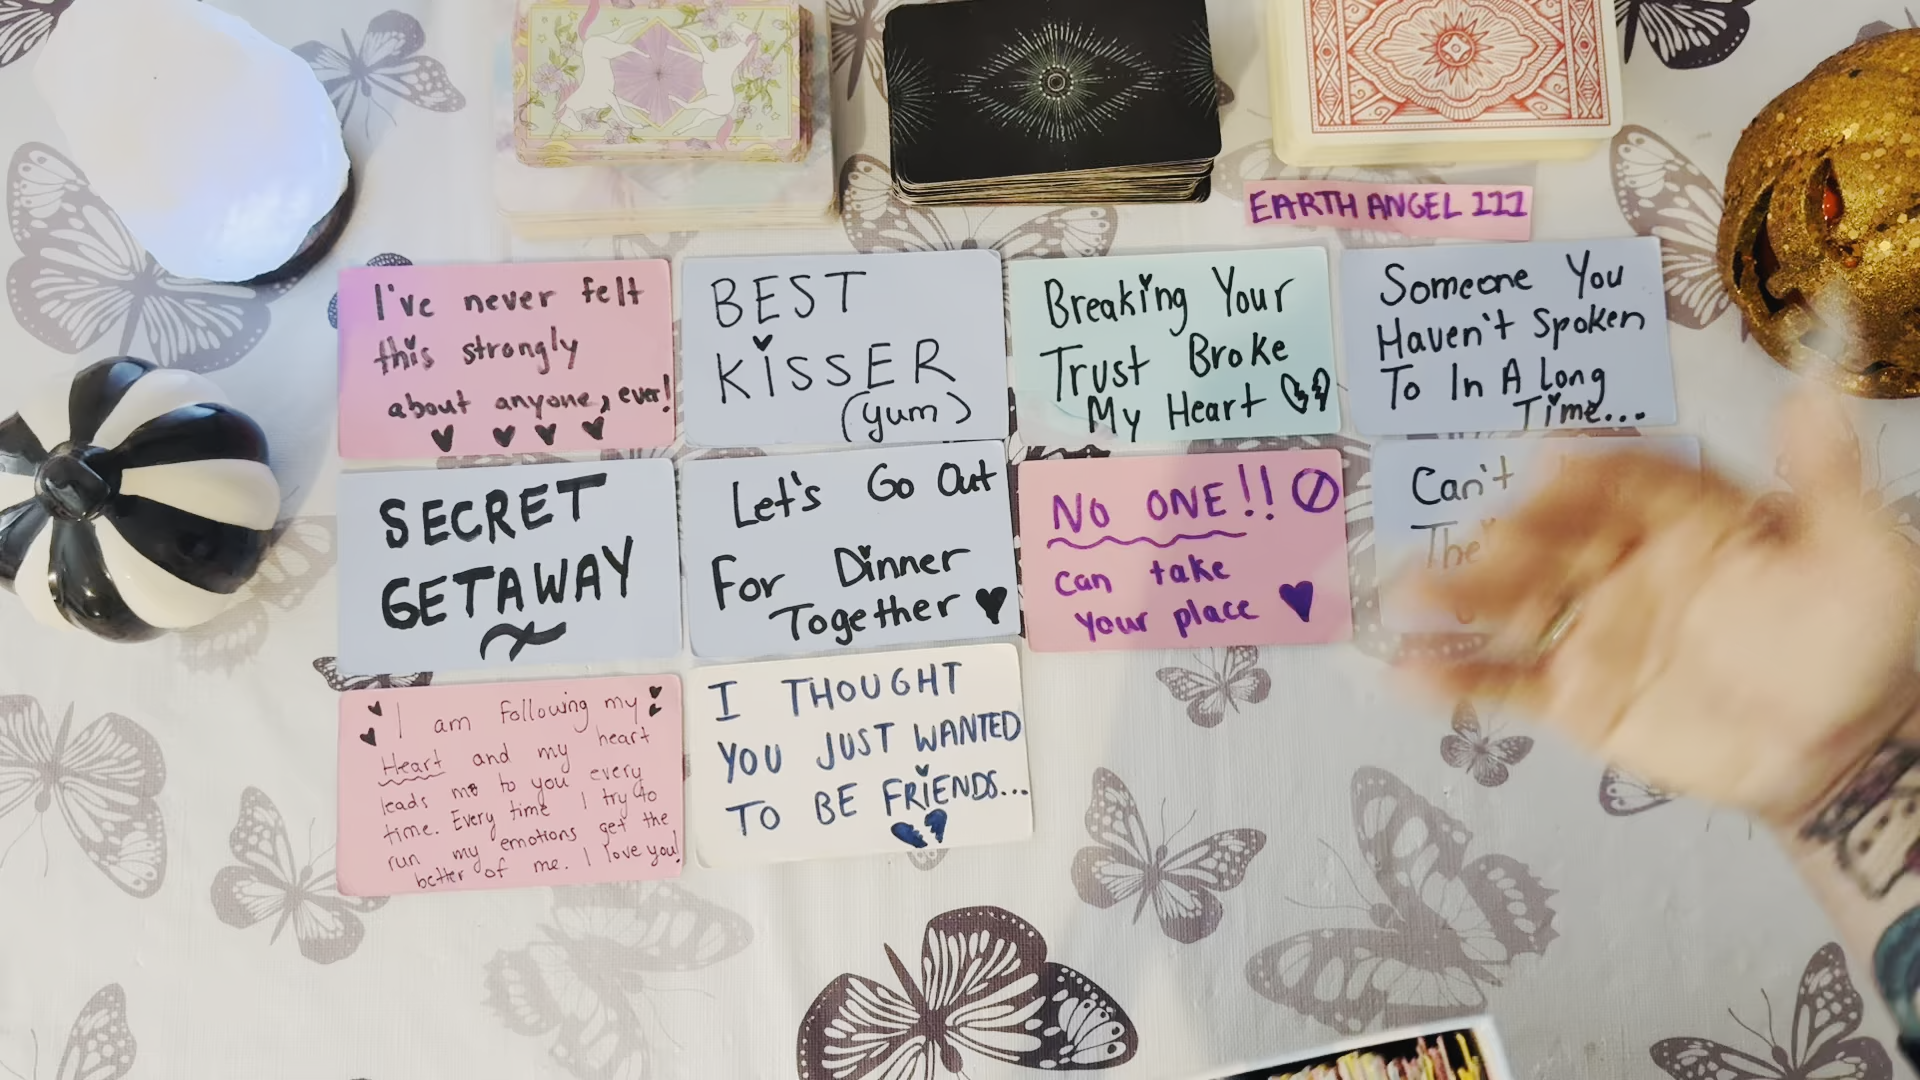 EARTH ANGEL 111
I've never felt
this strongly
about anyone, ever!
BEST
KISSER
(yum)
Breaking Your
Trust Broke
My Heart
Someone You
Haven't Spoken
To In A Long
Time...
SECRET
GETAWAY
Let's Go Out
For Dinner
Together
NO ONE!!
can take
your place
Can't
I am following my
Heart and my heart
leads me to you every
time. Every time I try to
run my emotions get the
better of me. I love you!
I THOUGHT
YOU JUST WANTED
TO BE FRIENDS...